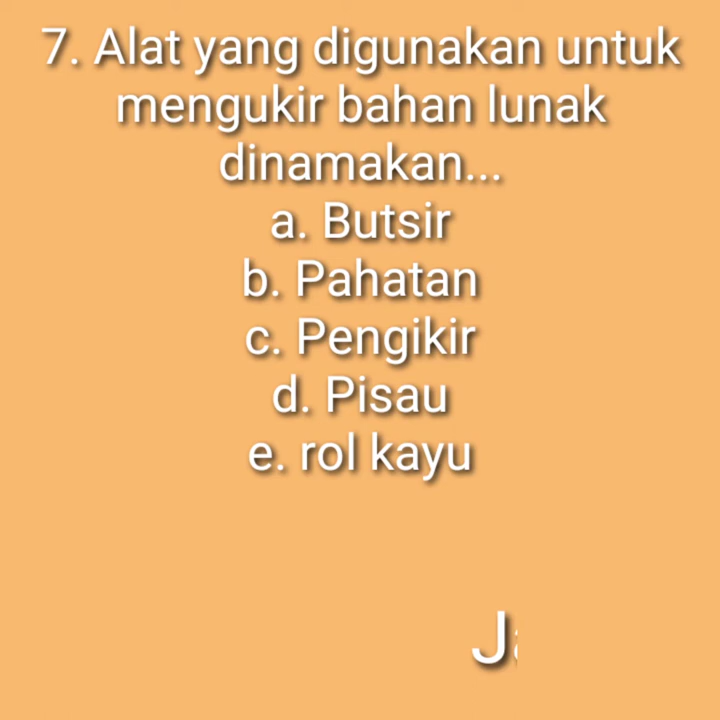 7. Alat yang digunakan untuk
mengukir bahan lunak
dinamakan...
a. Butsir
b. Pahatan
c. Pengikir
d. Pisau
e. rol kayu
J